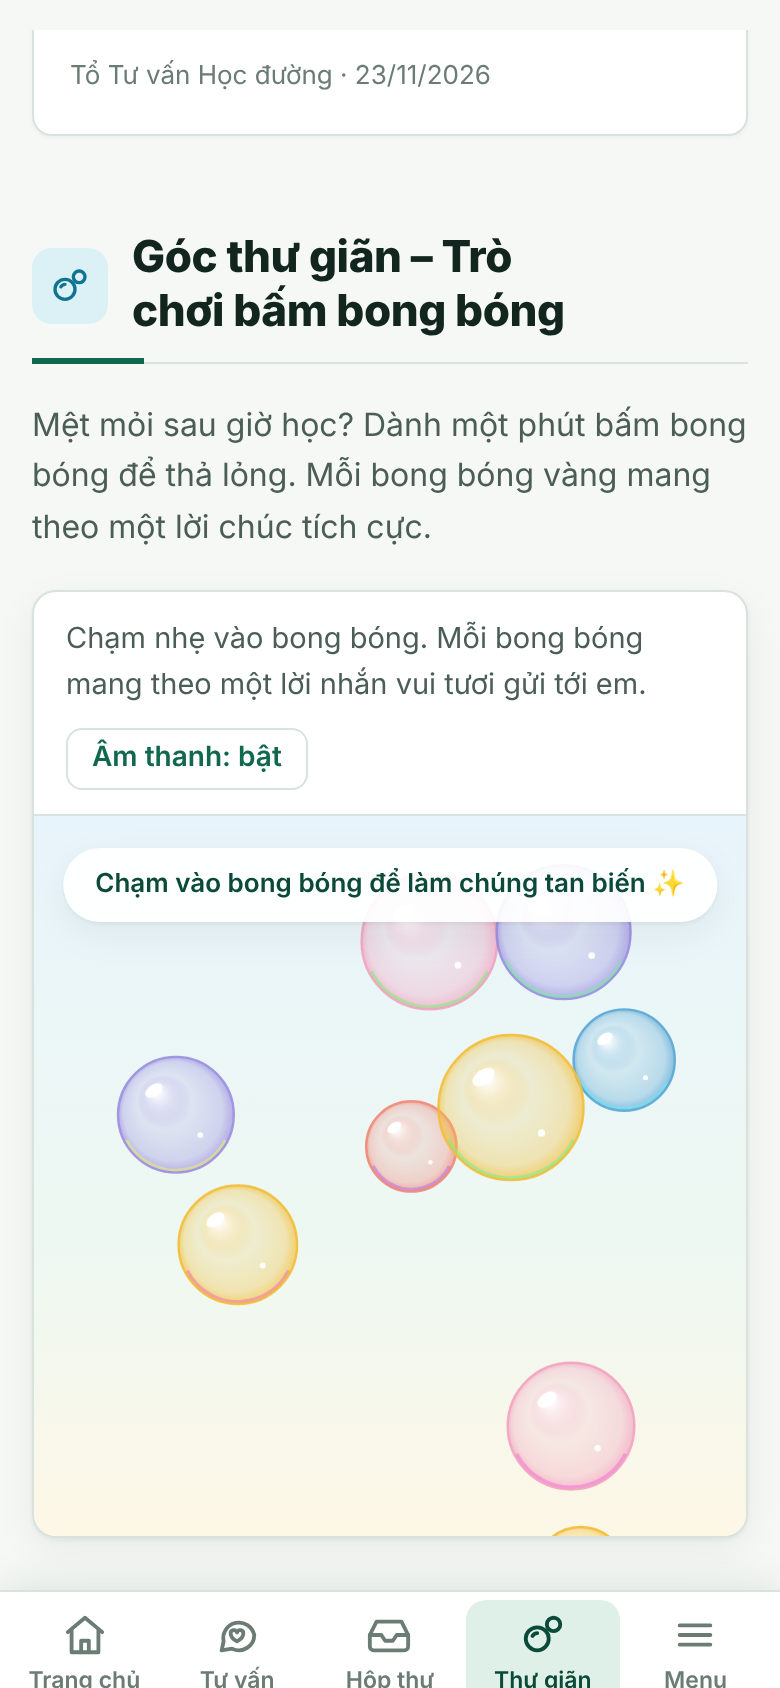 Tổ Tư vấn Học đường · 23/11/2026
Góc thư giãn – Trò
chơi bấm bong bóng
Mệt mỏi sau giờ học? Dành một phút bấm bong
bóng để thả lỏng. Mỗi bong bóng vàng mang
theo một lời chúc tích cực.
Chạm nhẹ vào bong bóng. Mỗi bong bóng
mang theo một lời nhắn vui tươi gửi tới em.
Âm thanh: bật
Chạm vào bong bóng để làm chúng tan biến ✨
Trang chủ
Tư vấn
Hộp thư
Thư giãn
Menu